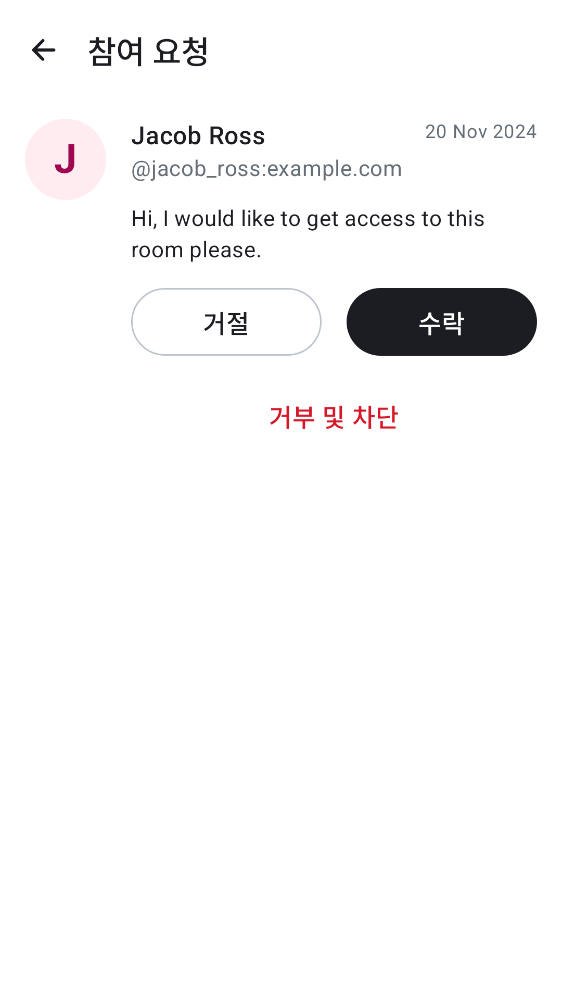 참여 요청
J
Jacob Ross
20 Nov 2024
@jacob_ross:example.com
Hi, I would like to get access to this
room please.
거절
수락
거부 및 차단